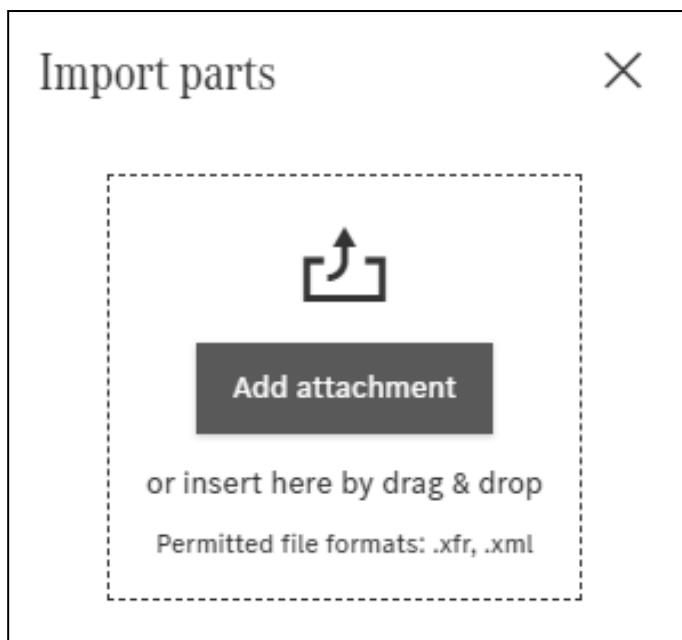 Import parts
Add attachment
or insert here by drag & drop
Permitted file formats: .xfr, .xml